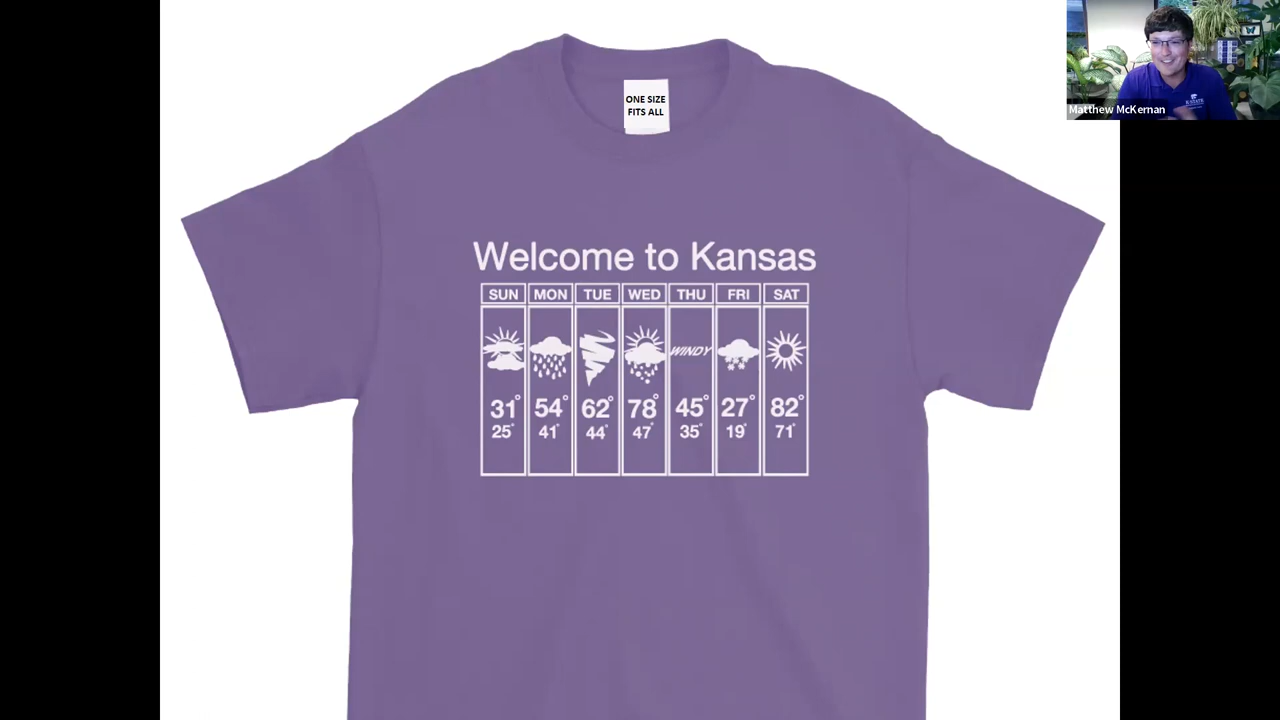 ONE SIZE
FITS ALL
Matthew McKernan
Welcome to Kansas
SUN MON TUE WED THU FRI SAT
WINDY
31° 54° 62° 78° 45° 27° 82°
25° 41° 44° 47° 35° 19° 71°